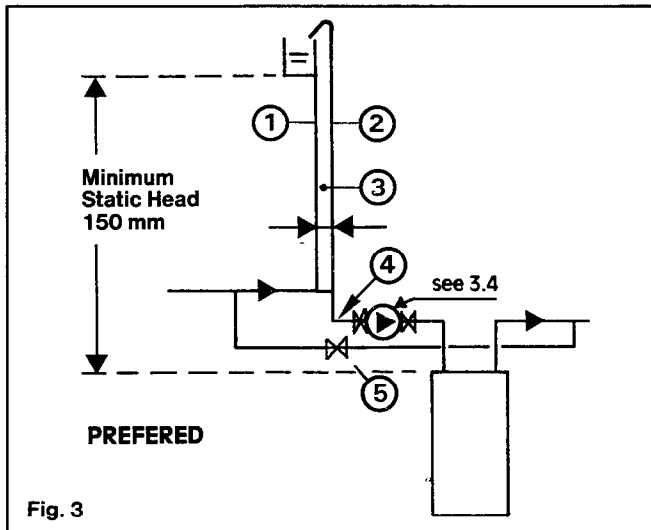 1
2
Minimum
Static Head
150 mm
3
4
see 3.4
5
PREFERED
Fig. 3